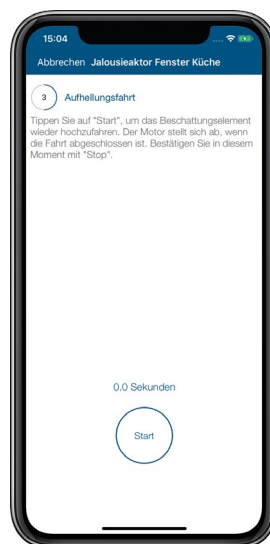 15:04
Abbrechen Jalousieaktor Fenster Küche
3 Aufhellungsfahrt
Tippen Sie auf "Start", um das Beschattungselement
wieder hochzufahren. Der Motor stellt sich ab, wenn
die Fahrt abgeschlossen ist. Bestätigen Sie in diesem
Moment mit "Stop".
0.0 Sekunden
Start